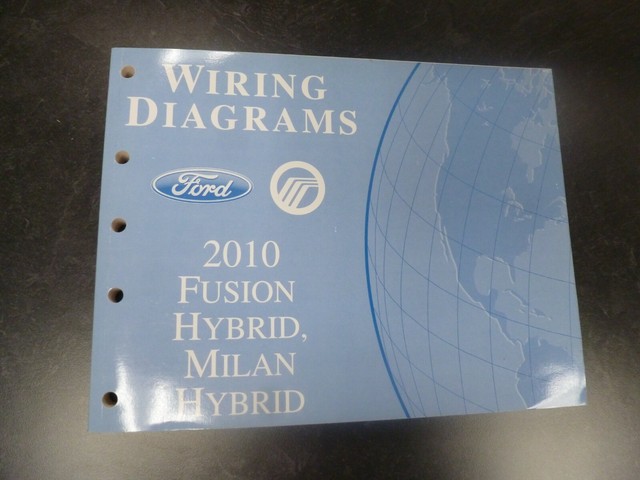 WIRING
DIAGRAMS
Ford
2010
FUSION
HYBRID,
MILAN
HYBRID